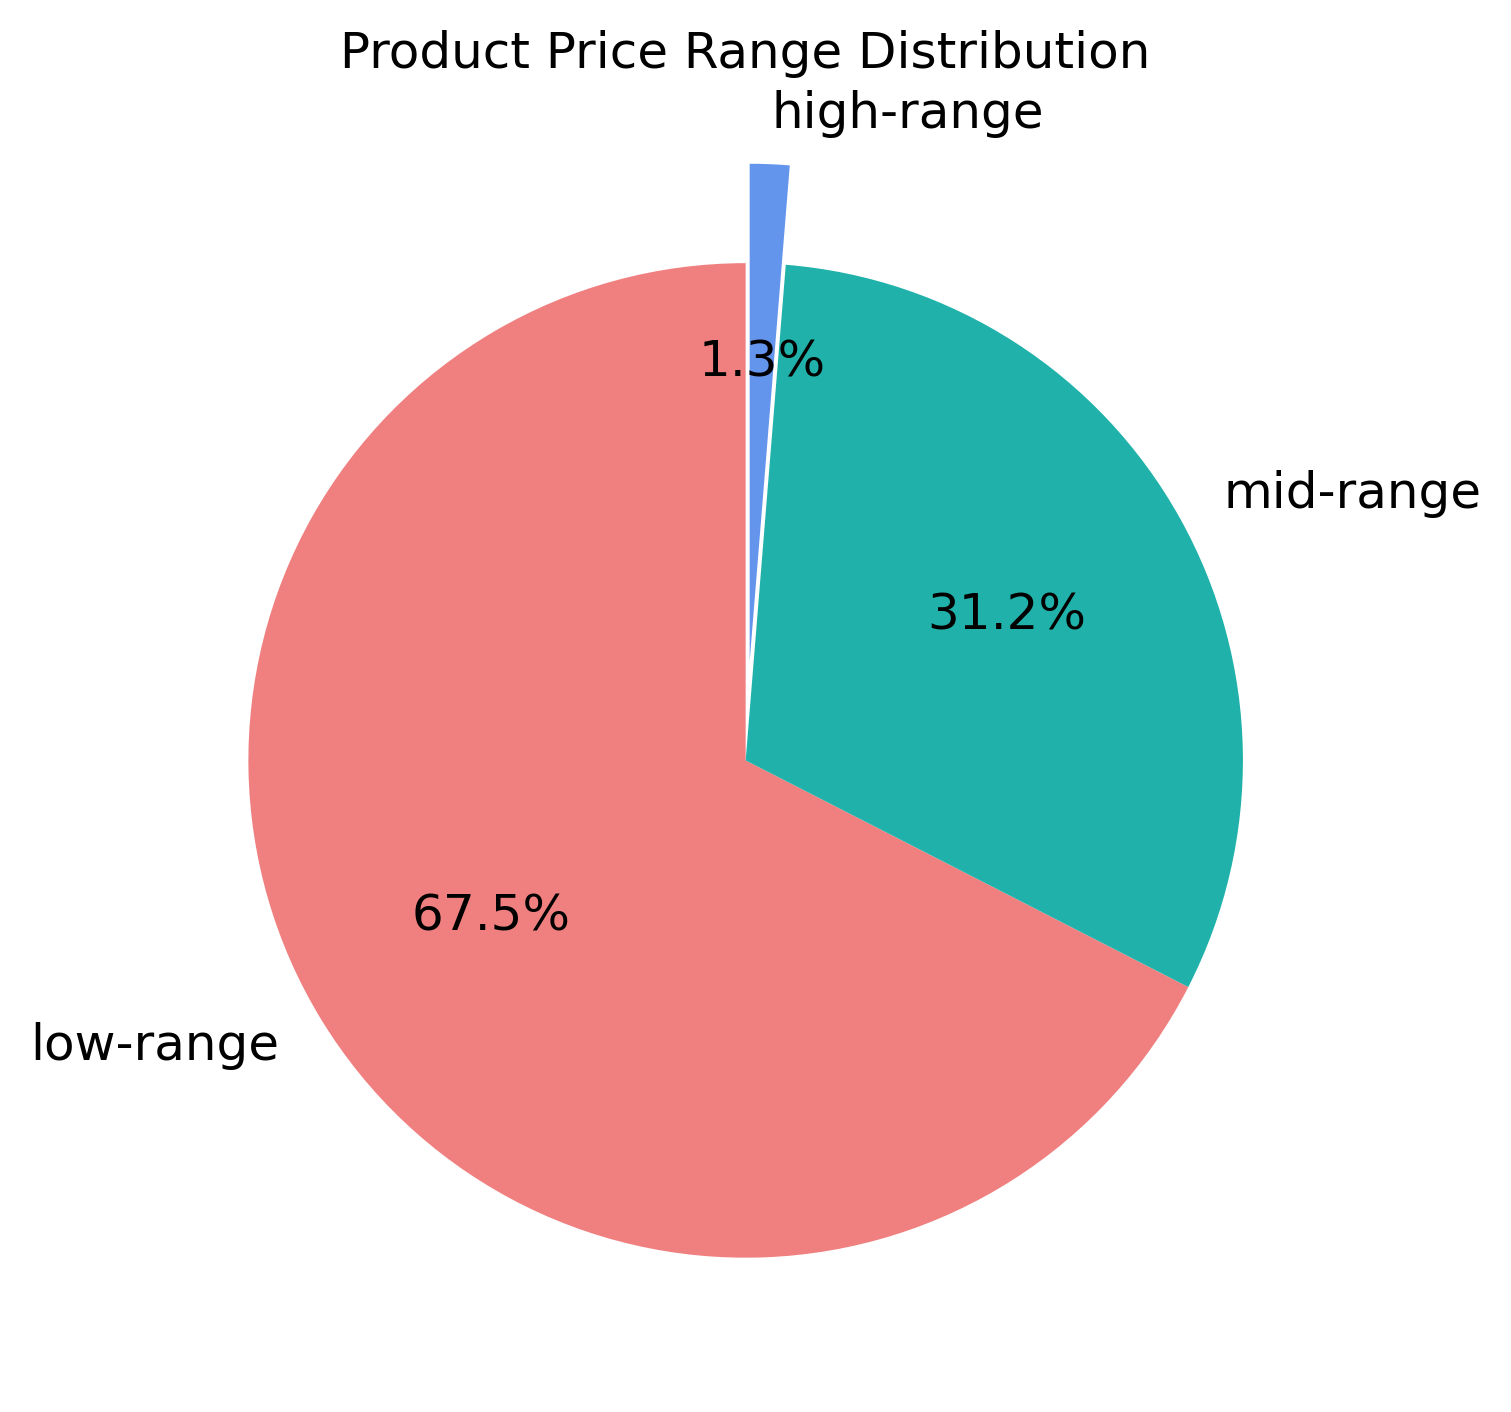 Product Price Range Distribution
high-range
1.3%
mid-range
31.2%
67.5%
low-range